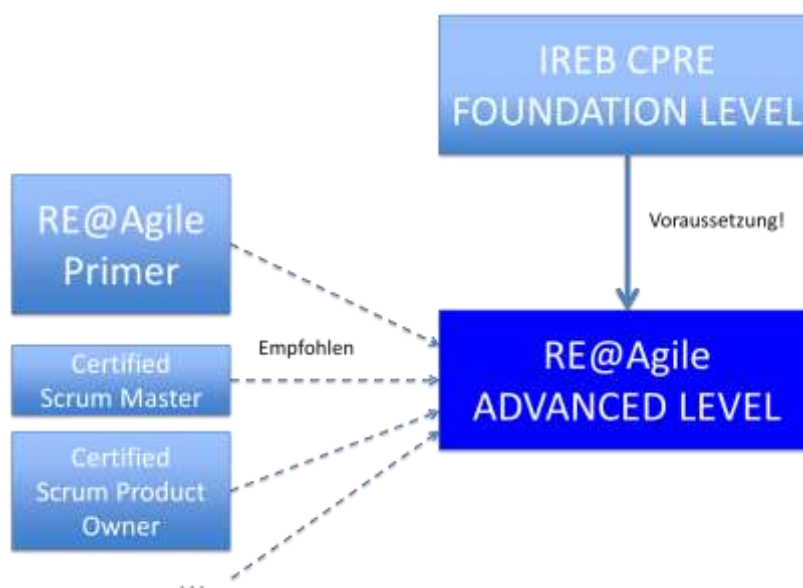 IREB CPRE
FOUNDATION LEVEL
Voraussetzung!
RE@Agile
Primer
Empfohlen
Certified
Scrum Master
RE@Agile
ADVANCED LEVEL
Certified
Scrum Product
Owner
...